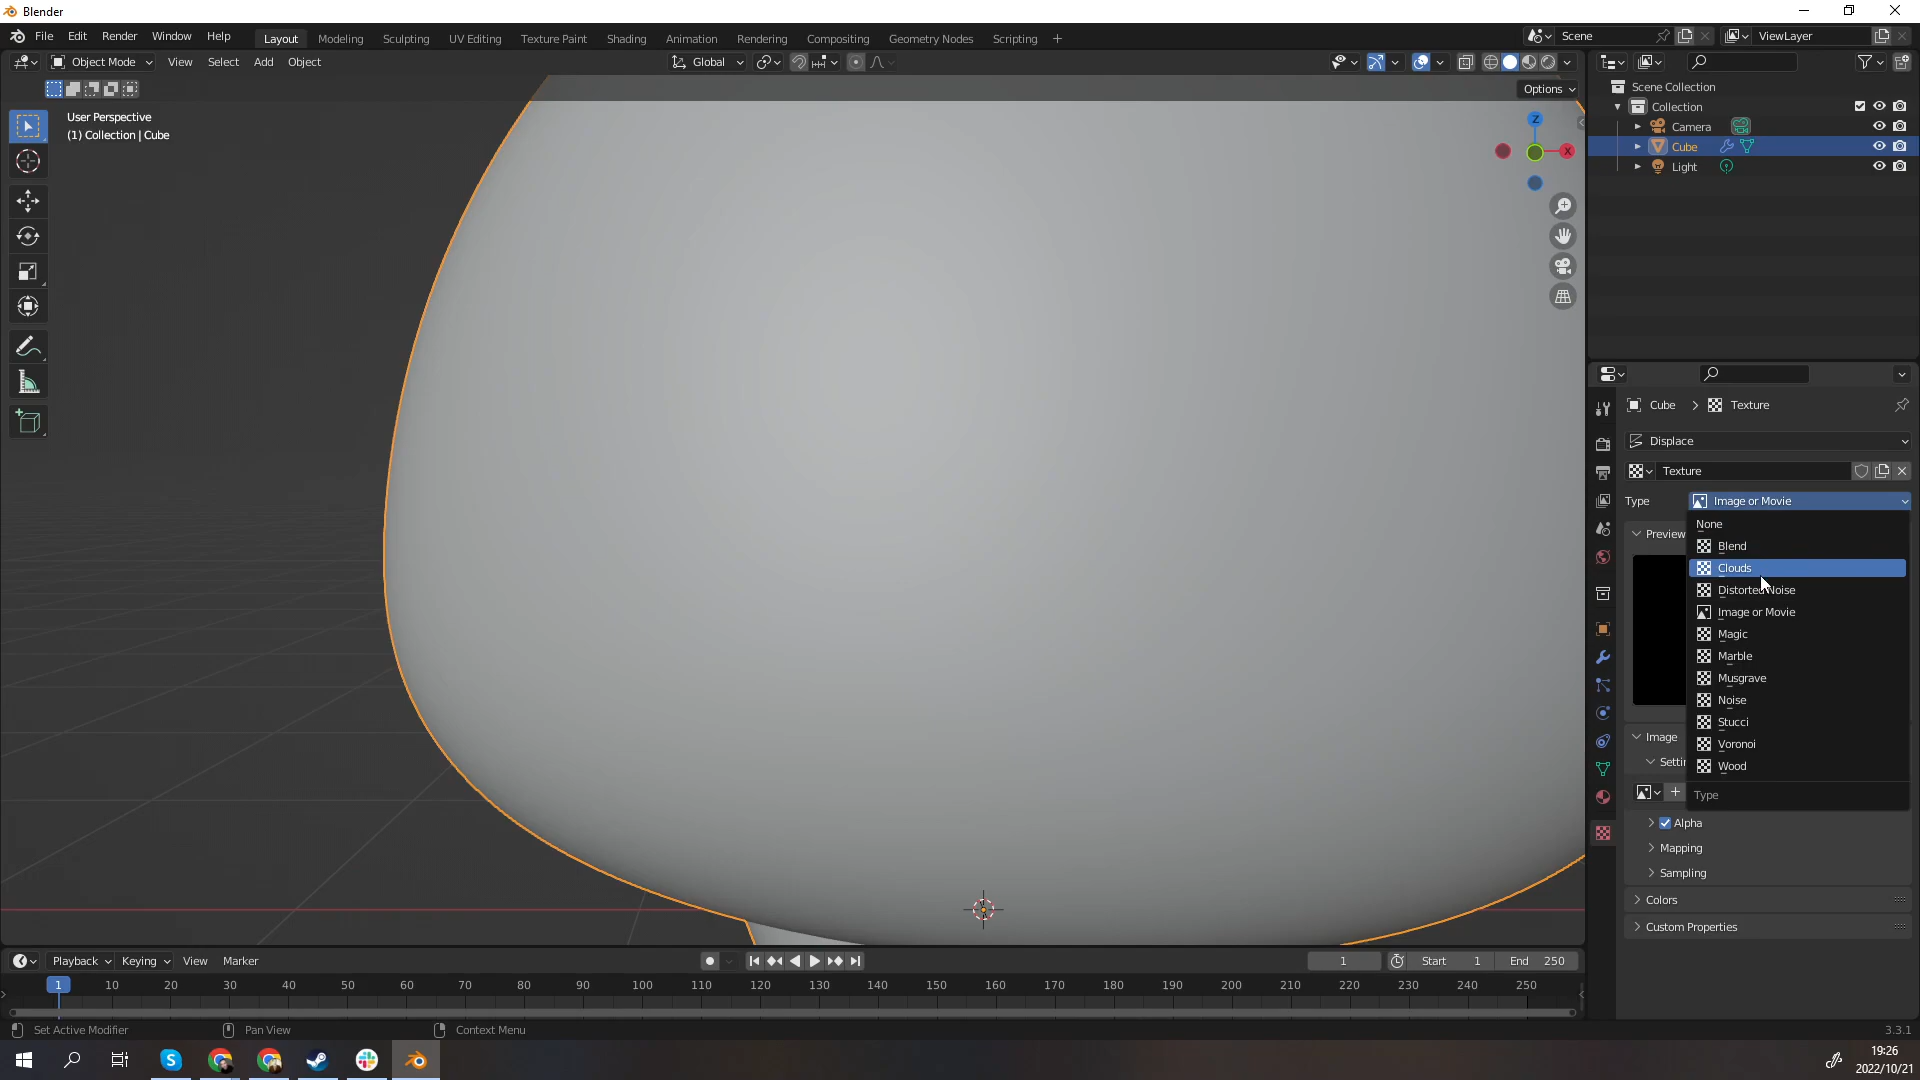 Blender
File Edit Render Window Help Layout Modeling Sculpting UV Editing Texture Paint Shading Animation Rendering Compositing Geometry Nodes Scripting + Scene ViewLayer
Object Mode View Select Add Object Global
Options
User Perspective
(1) Collection | Cube
Z
X
Scene Collection
Collection
Camera
Cube
Light
Cube > Texture
Displace
Texture
Type Image or Movie
None
Preview
Blend
Clouds
Distorted Noise
Image or Movie
Magic
Marble
Musgrave
Noise
Stucci
Image
Voronoi
Wood
Type
Alpha
Mapping
Sampling
Colors
Custom Properties
Playback Keying View Marker 1 Start 1 End 250
1 10 20 30 40 50 60 70 80 90 100 110 120 130 140 150 160 170 180 190 200 210 220 230 240 250
Set Active Modifier Pan View Context Menu 3.3.1
19:26
2022/10/21